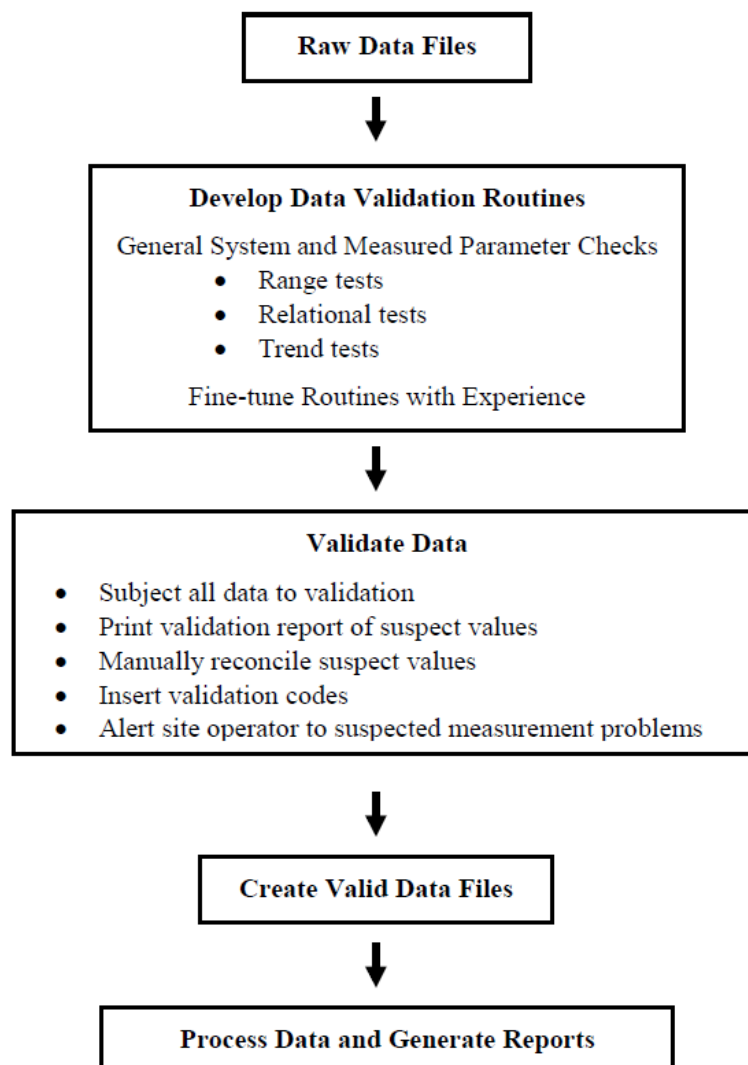 Raw Data Files
Develop Data Validation Routines
General System and Measured Parameter Checks
• Range tests
• Relational tests
• Trend tests
Fine-tune Routines with Experience
Validate Data
• Subject all data to validation
• Print validation report of suspect values
• Manually reconcile suspect values
• Insert validation codes
• Alert site operator to suspected measurement problems
Create Valid Data Files
Process Data and Generate Reports